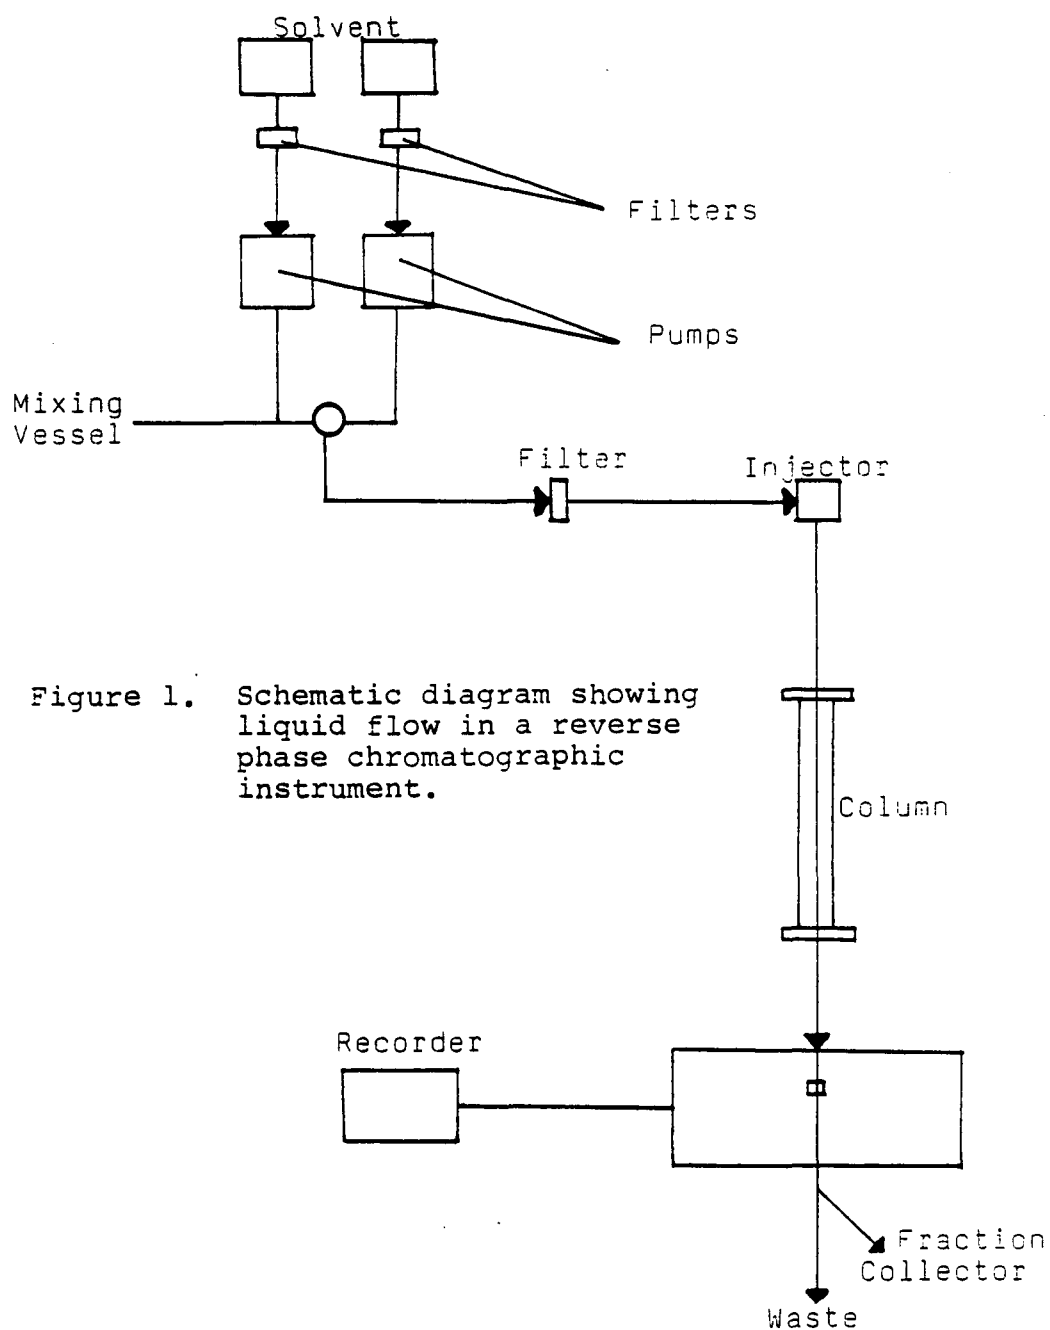 Solvent
Filters
Pumps
Mixing
Vessel
Filter
Injector
Figure 1. Schematic diagram showing
liquid flow in a reverse
phase chromatographic
instrument.
Column
Recorder
Fraction
Collector
Waste